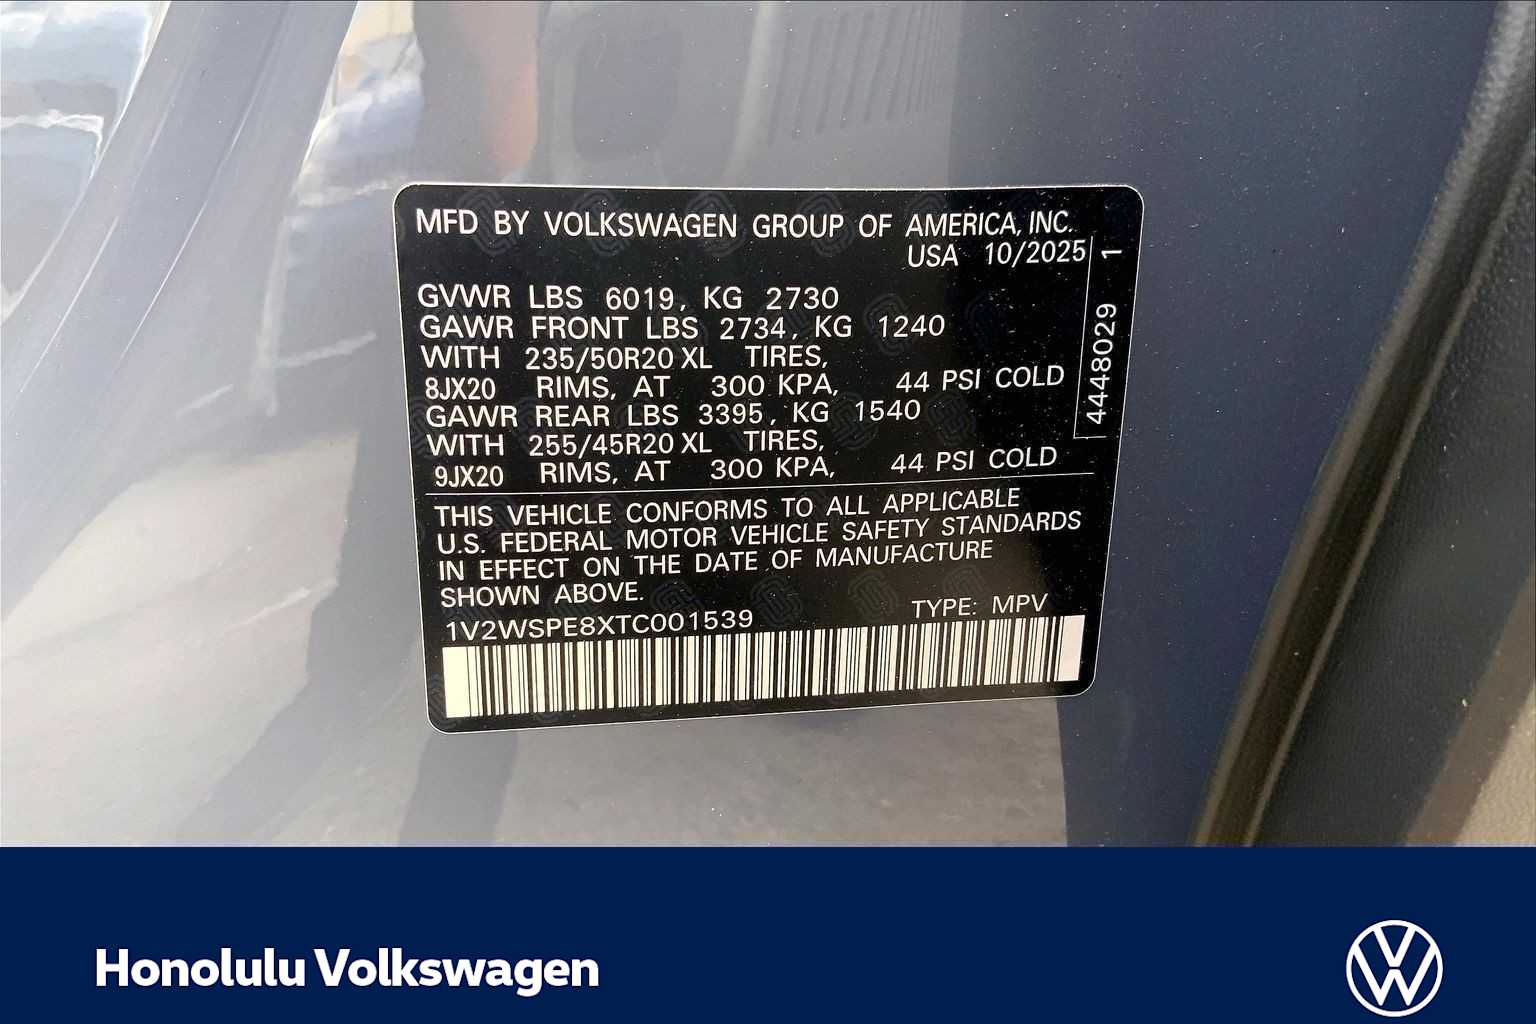 MFD BY VOLKSWAGEN GROUP OF AMERICA, INC.
USA 10/2025
GVWR LBS 6019, KG 2730
GAWR FRONT LBS 2734, KG 1240
WITH 235/50R20 XL TIRES,
8JX20 RIMS, AT 300 KPA, 44 PSI COLD
GAWR REAR LBS 3395, KG 1540
WITH 255/45R20 XL TIRES,
9JX20 RIMS, AT 300 KPA, 44 PSI COLD
4448029 1
THIS VEHICLE CONFORMS TO ALL APPLICABLE
U.S. FEDERAL MOTOR VEHICLE SAFETY STANDARDS
IN EFFECT ON THE DATE OF MANUFACTURE
SHOWN ABOVE.
1V2WSPE8XTC001539 TYPE: MPV
Honolulu Volkswagen